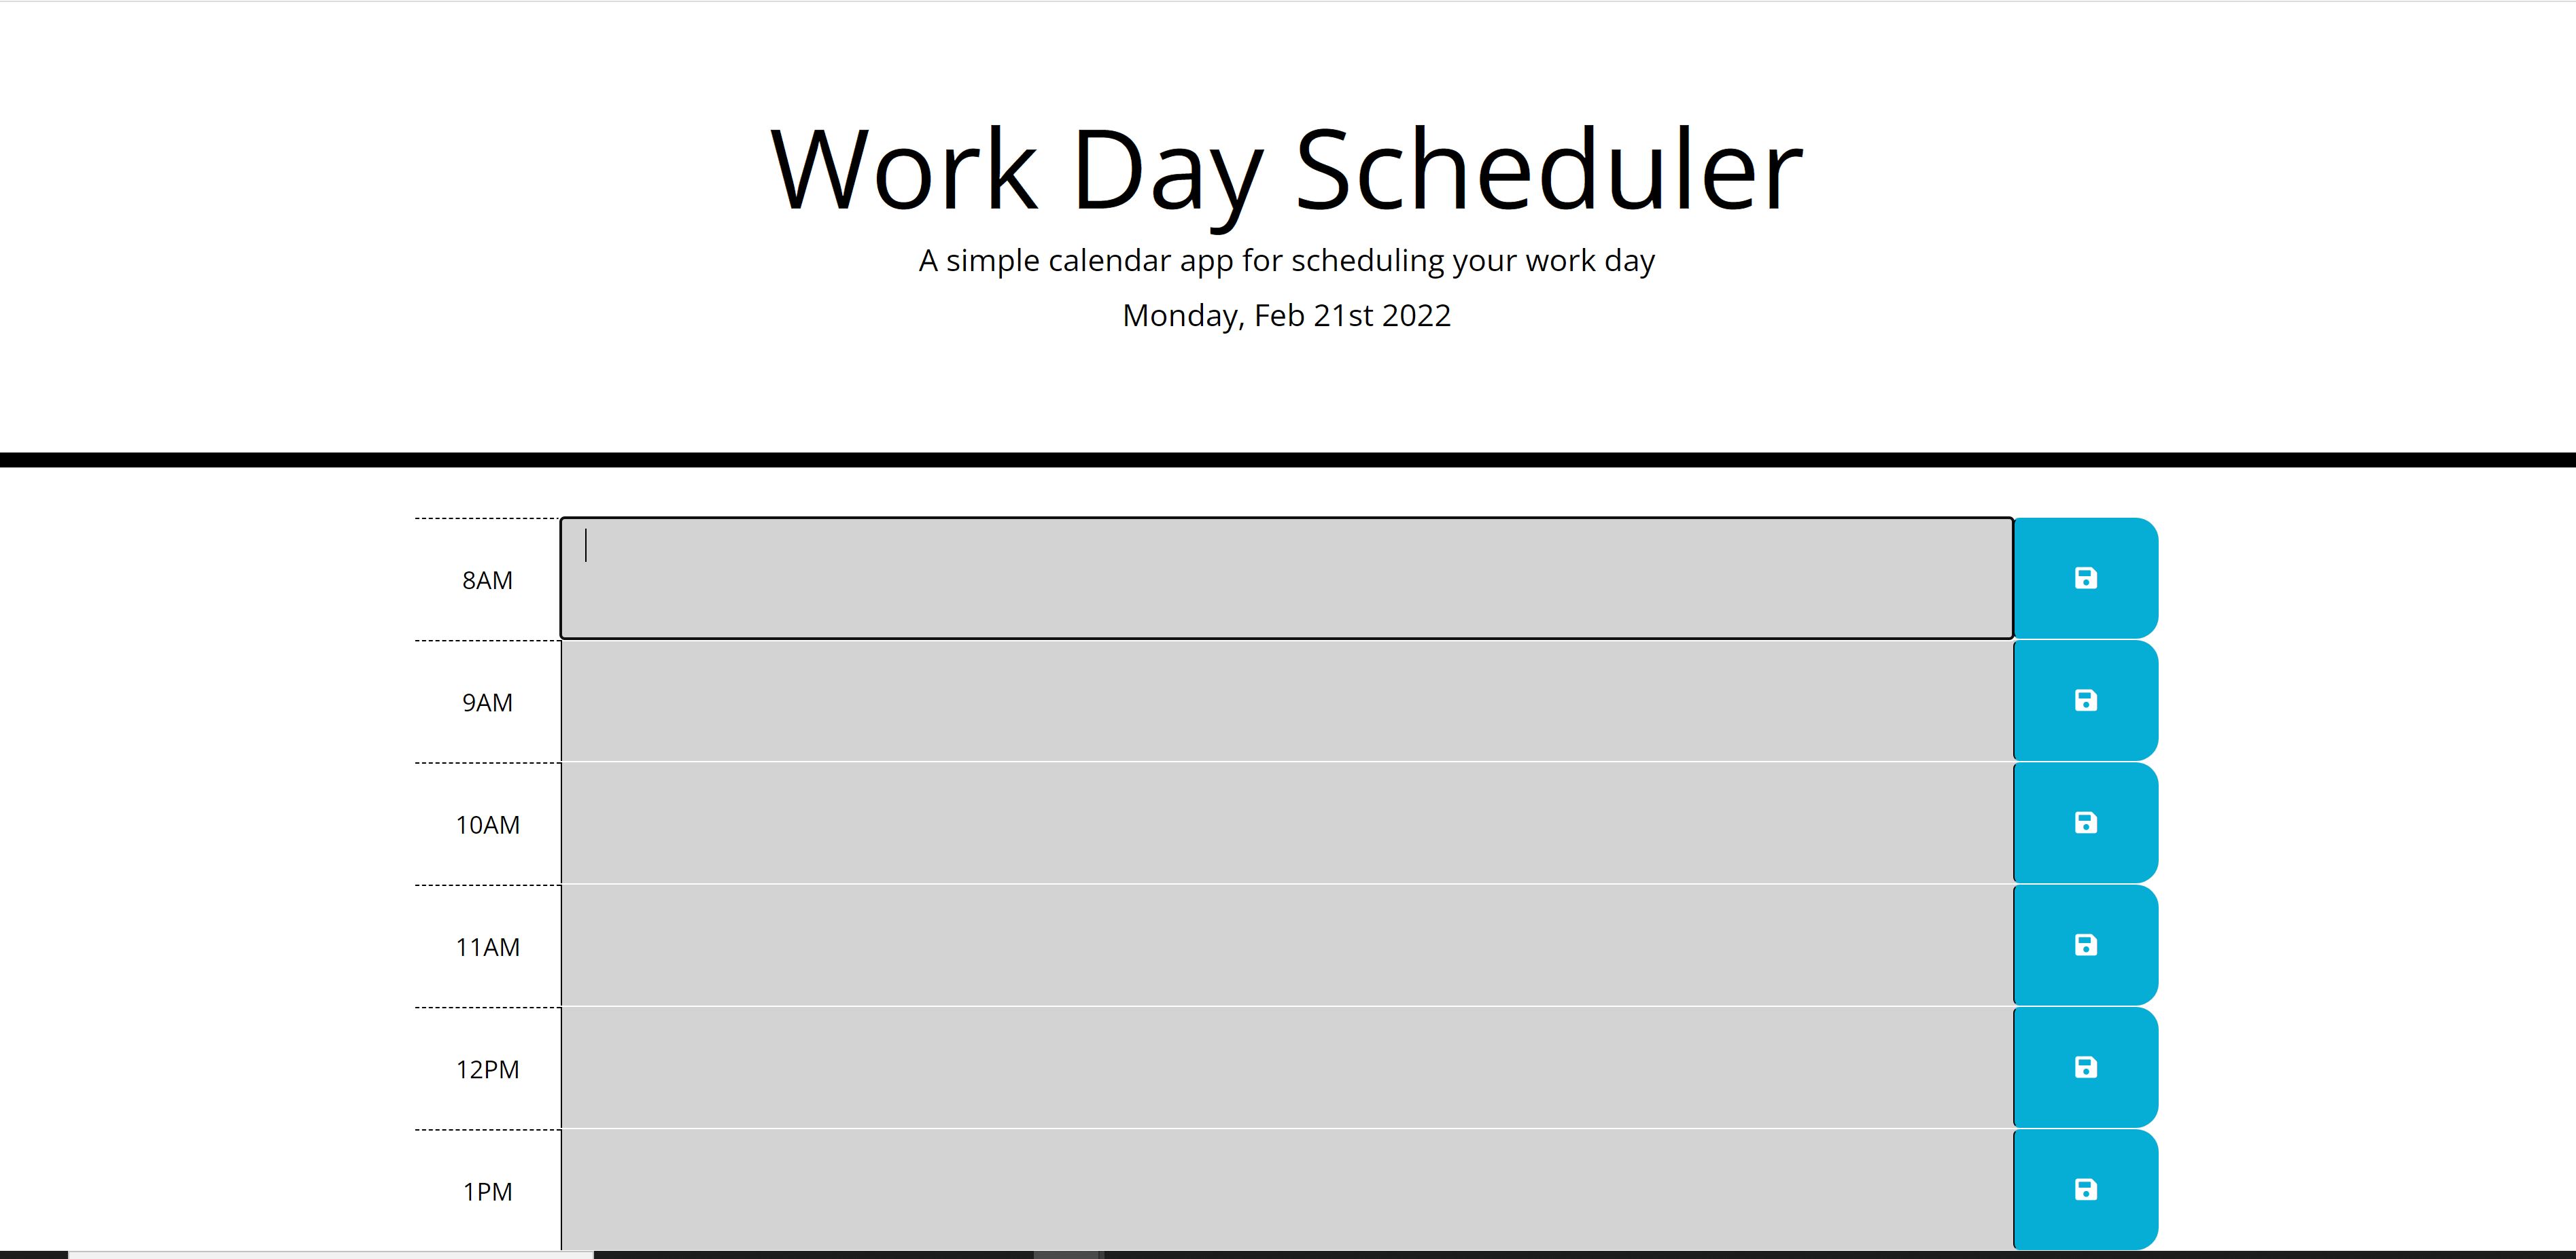 Work Day Scheduler
A simple calendar app for scheduling your work day
Monday, Feb 21st 2022
8AM
9AM
10AM
11AM
12PM
1PM